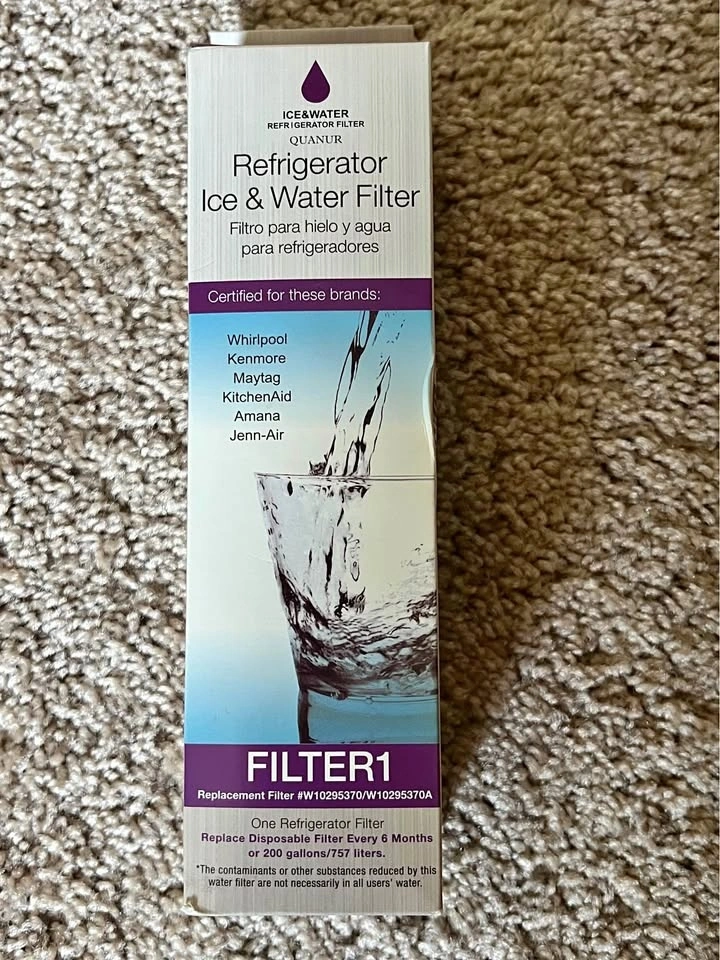 ICE&WATER
REFRIGERATOR FILTER
QUANUR
Refrigerator
Ice & Water Filter
Filtro para hielo y agua
para refrigeradores
Certified for these brands:
Whirlpool
Kenmore
Maytag
KitchenAid
Amana
Jenn-Air
FILTER1
Replacement Filter #W10295370/W10295370A
One Refrigerator Filter
Replace Disposable Filter Every 6 Months
or 200 gallons/757 liters.
*The contaminants or other substances reduced by this
water filter are not necessarily in all users' water.